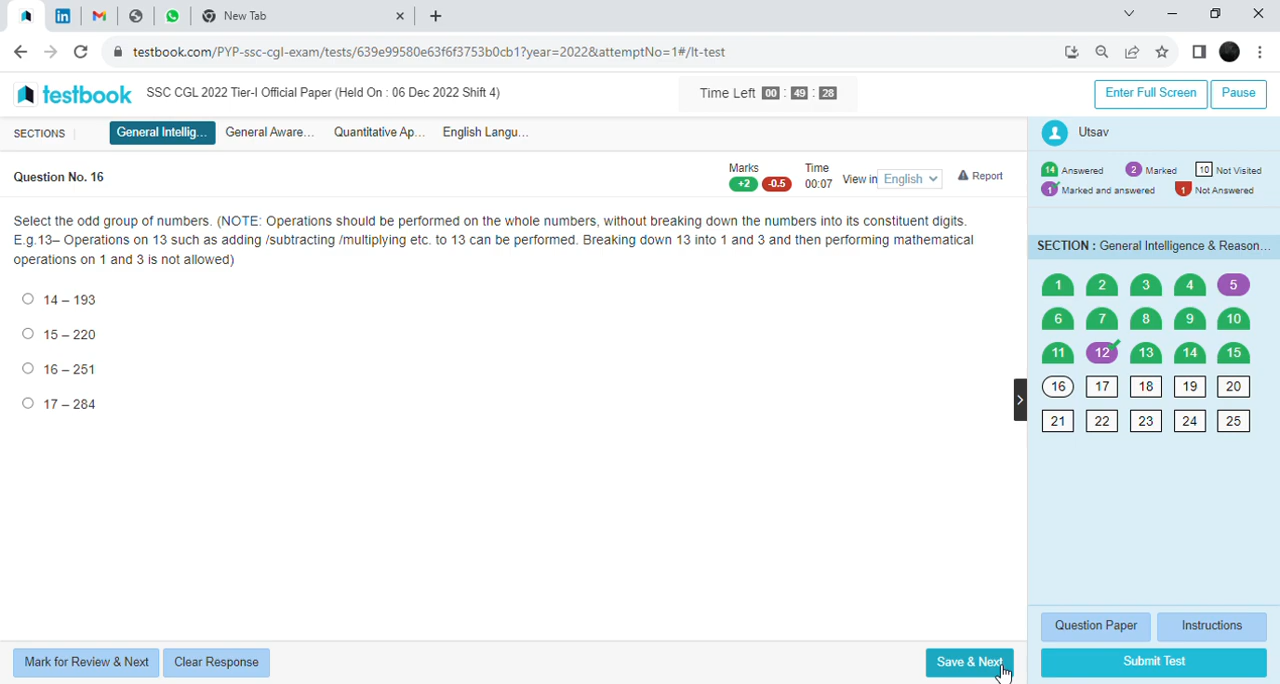 New Tab
testbook.com/PYP-ssc-cgl-exam/tests/639e99580e63f6f3753b0cb1?year=2022&attemptNo=1#/lt-test
testbook
SSC CGL 2022 Tier-I Official Paper (Held On : 06 Dec 2022 Shift 4)
Time Left 00 : 49 : 28
Enter Full Screen
Pause
SECTIONS
General Intellig...
General Aware...
Quantitative Ap...
English Langu...
Utsav
Question No. 16
Marks
+2 -0.5
Time
00:07
View in English
Report
14 Answered
2 Marked
10 Not Visited
1 Marked and answered
1 Not Answered
Select the odd group of numbers. (NOTE: Operations should be performed on the whole numbers, without breaking down the numbers into its constituent digits.
E.g.13– Operations on 13 such as adding /subtracting /multiplying etc. to 13 can be performed. Breaking down 13 into 1 and 3 and then performing mathematical
operations on 1 and 3 is not allowed)
14 – 193
15 – 220
16 – 251
17 – 284
SECTION : General Intelligence & Reason...
1 2 3 4 5
6 7 8 9 10
11 12 13 14 15
16 17 18 19 20
21 22 23 24 25
Question Paper
Instructions
Mark for Review & Next
Clear Response
Save & Next
Submit Test